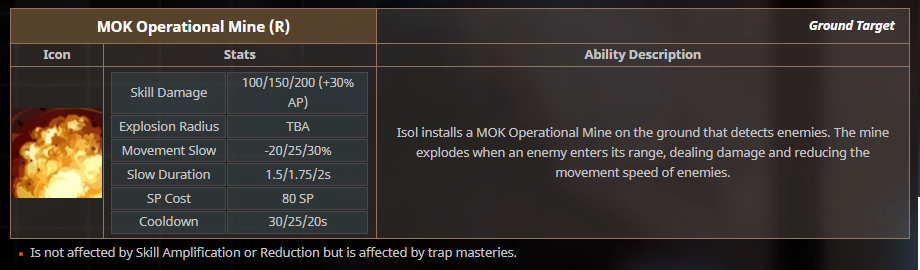 MOK Operational Mine (R)
Ground Target
Icon
Stats
Ability Description
Skill Damage
100/150/200 (+30%
AP)
Explosion Radius
TBA
Movement Slow
-20/25/30%
Slow Duration
1.5/1.75/2s
SP Cost
80 SP
Cooldown
30/25/20s
Isol installs a MOK Operational Mine on the ground that detects enemies. The mine
explodes when an enemy enters its range, dealing damage and reducing the
movement speed of enemies.
• Is not affected by Skill Amplification or Reduction but is affected by trap masteries.